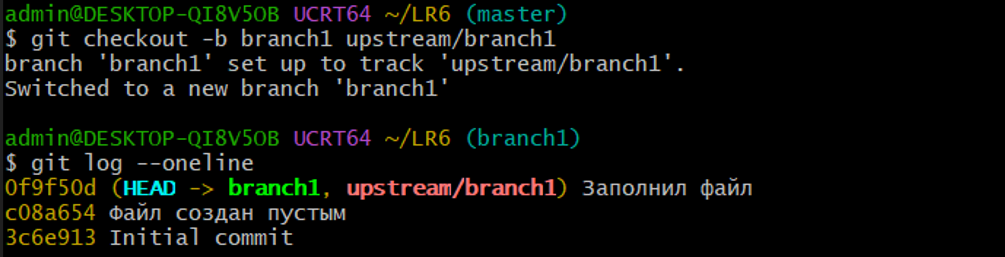 admin@DESKTOP-QI8V5OB UCRT64 ~/LR6 (master)
$ git checkout -b branch1 upstream/branch1
branch 'branch1' set up to track 'upstream/branch1'.
Switched to a new branch 'branch1'
admin@DESKTOP-QI8V5OB UCRT64 ~/LR6 (branch1)
$ git log --oneline
0f9f50d (HEAD -> branch1, upstream/branch1) Заполнил файл
c08a654 Файл создан пустым
3c6e913 Initial commit